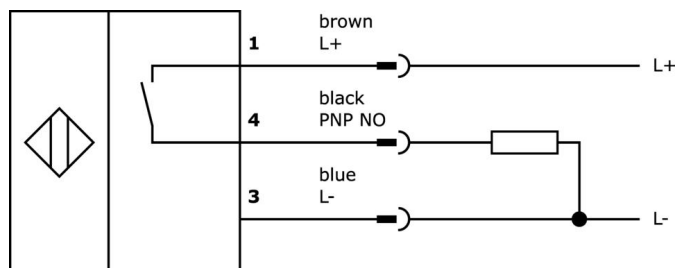 brown
1 L+
L+
black
4 PNP NO
blue
3 L-
L-